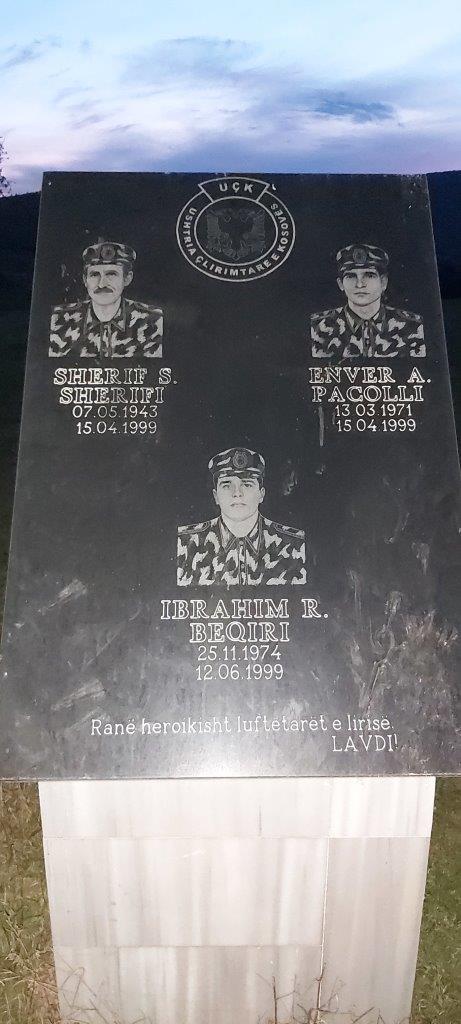 UÇK
USHTRIA ÇLIRIMTARE E KOSOVËS
SHERIF S.
SHERIFI
07.05.1943
15.04.1999
ENVER A.
PACOLLI
13 03 1971
15 04 1999
IBRAHIM R.
BEQIRI
25.11.1974
12.06.1999
Ranë heroikisht luftëtarët e lirisë.
LAVDI!